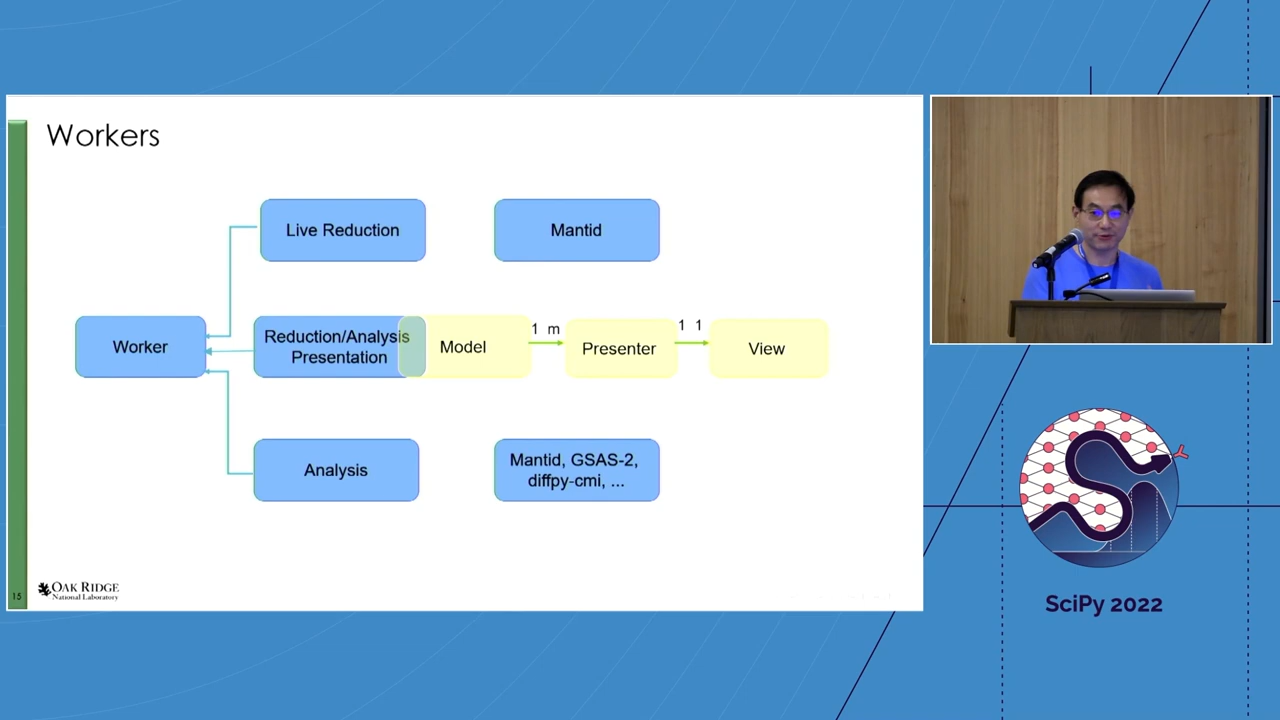 Workers
Live Reduction
Mantid
Worker
Reduction/Analysis
Presentation
Model
1 m
Presenter
1 1
View
Analysis
Mantid, GSAS-2,
diffpy-cmi, ...
15
OAK RIDGE
National Laboratory
SciPy 2022